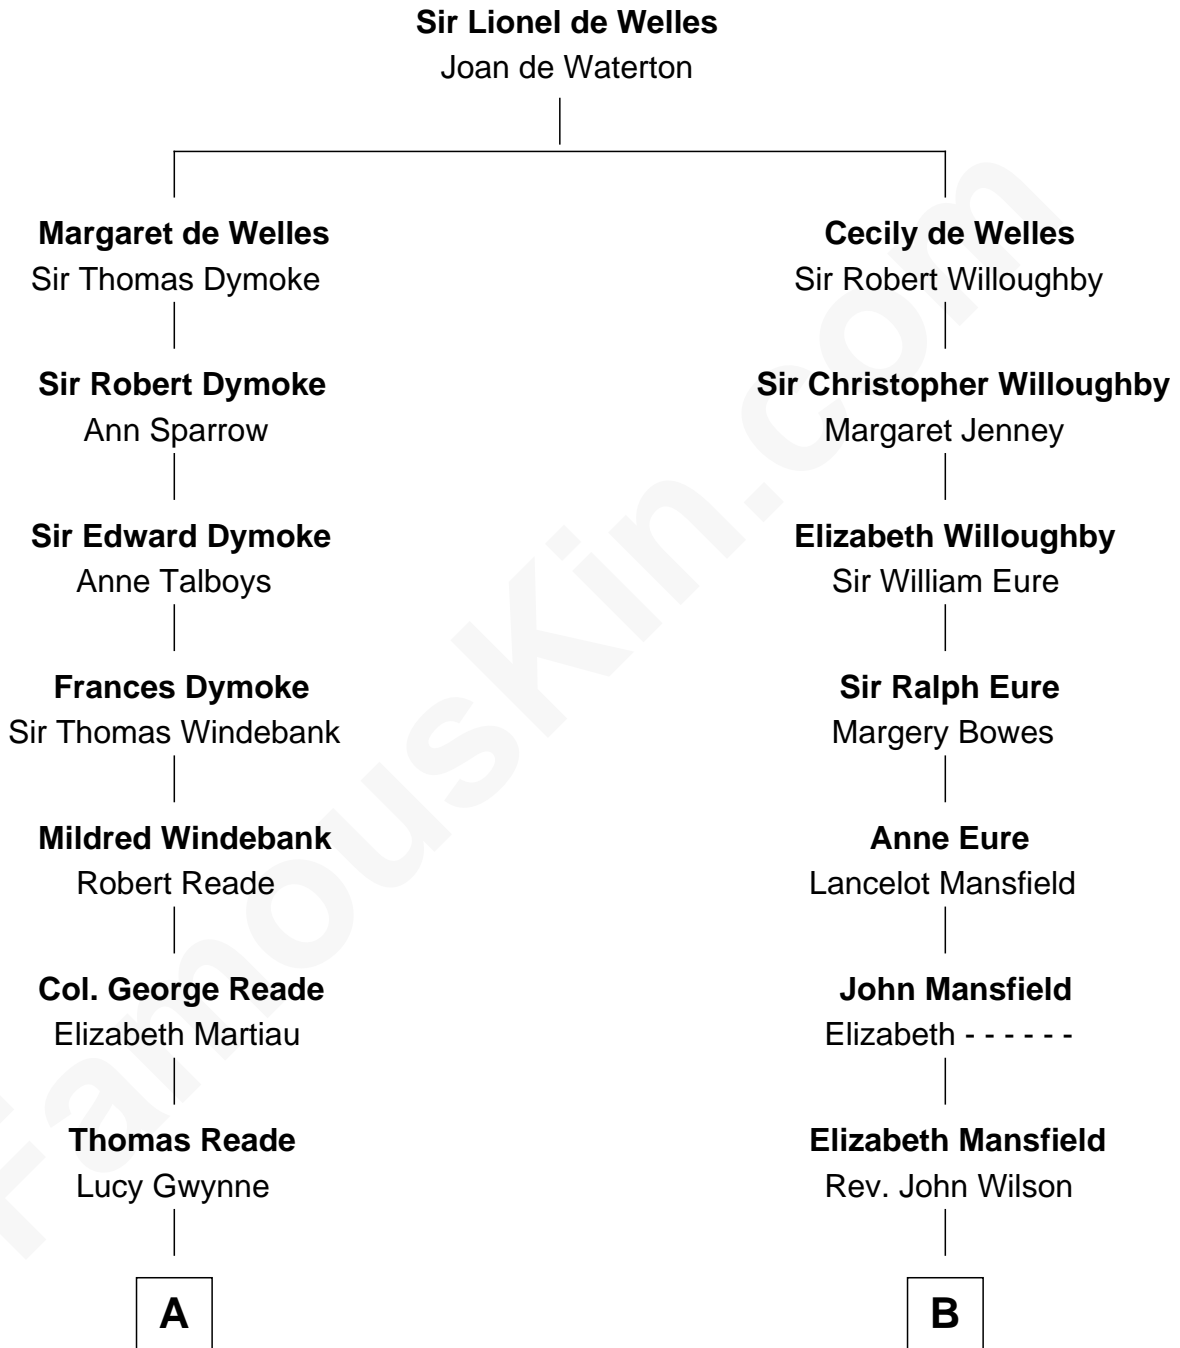 Sir Lionel de Welles
Joan de Waterton
Margaret de Welles
Sir Thomas Dymoke
Cecily de Welles
Sir Robert Willoughby
Sir Robert Dymoke
Ann Sparrow
Sir Christopher Willoughby
Margaret Jenney
Sir Edward Dymoke
Anne Talboys
Elizabeth Willoughby
Sir William Eure
Frances Dymoke
Sir Thomas Windebank
Sir Ralph Eure
Margery Bowes
Mildred Windebank
Robert Reade
Anne Eure
Lancelot Mansfield
Col. George Reade
Elizabeth Martiau
John Mansfield
Elizabeth - - - - - -
Thomas Reade
Lucy Gwynne
Elizabeth Mansfield
Rev. John Wilson
A
B
FamousKin.com